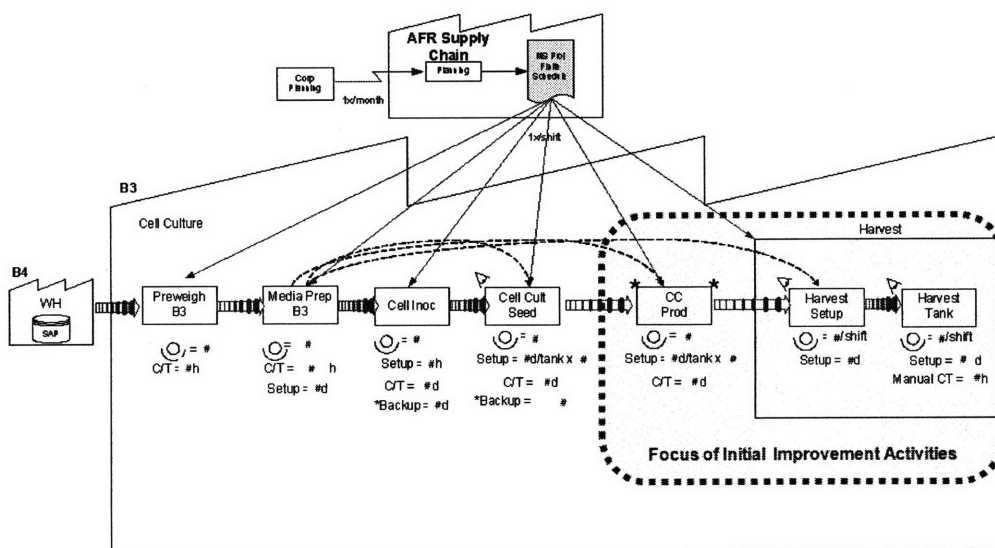 AFR Supply
Chain
Corp
Planning
Planning
Schedule
1x/month
1x/shift
B3
Cell Culture
Harvest
B4
WH
SAP
Preweigh
B3
Media Prep
B3
Cell Inoc
Cell Cult
Seed
* CC *
Prod
Harvest
Setup
Harvest
Tank
= #
C/T = #h
= #
C/T = # h
Setup = #d
= #
Setup = #h
C/T = #d
*Backup = #d
= #
Setup = #d/tank x #
C/T = #d
*Backup = #
= #
Setup = #d/tank x #
C/T = #d
= #/shift
Setup = #d
= #/shift
Setup = # d
Manual CT = #h
Focus of Initial Improvement Activities